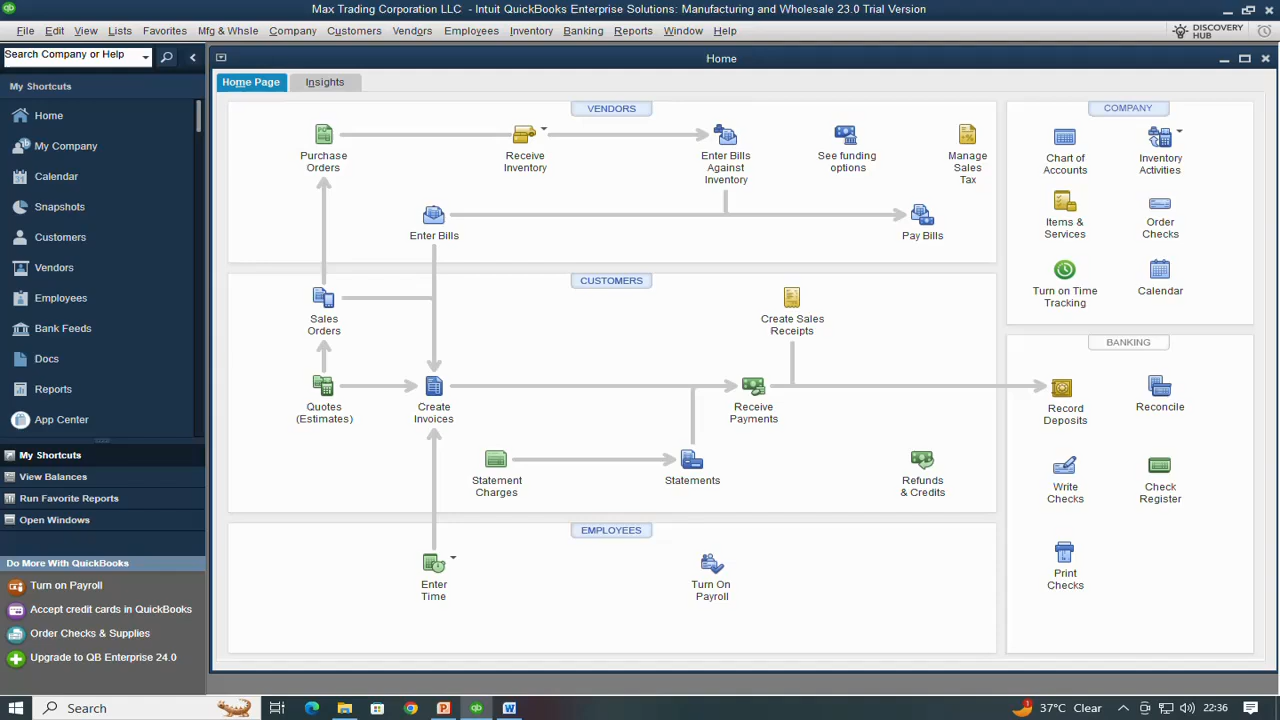 Max Trading Corporation LLC - Intuit QuickBooks Enterprise Solutions: Manufacturing and Wholesale 23.0 Trial Version
File Edit View Lists Favorites Mfg & Whsle Company Customers Vendors Employees Inventory Banking Reports Window Help
DISCOVERY
HUB
Search Company or Help
My Shortcuts
Home
My Company
Calendar
Snapshots
Customers
Vendors
Employees
Bank Feeds
Docs
Reports
App Center
My Shortcuts
View Balances
Run Favorite Reports
Open Windows
Do More With QuickBooks
Turn on Payroll
Accept credit cards in QuickBooks
Order Checks & Supplies
Upgrade to QB Enterprise 24.0
Home
Home Page Insights
VENDORS
Purchase
Orders
Receive
Inventory
Enter Bills
Against
Inventory
See funding
options
Manage
Sales
Tax
Enter Bills
Pay Bills
CUSTOMERS
Sales
Orders
Create Sales
Receipts
Quotes
(Estimates)
Create
Invoices
Receive
Payments
Statement
Charges
Statements
Refunds
& Credits
EMPLOYEES
Enter
Time
Turn On
Payroll
COMPANY
Chart of
Accounts
Inventory
Activities
Items &
Services
Order
Checks
Turn on Time
Tracking
Calendar
BANKING
Record
Deposits
Reconcile
Write
Checks
Check
Register
Print
Checks
Search
37°C Clear
22:36